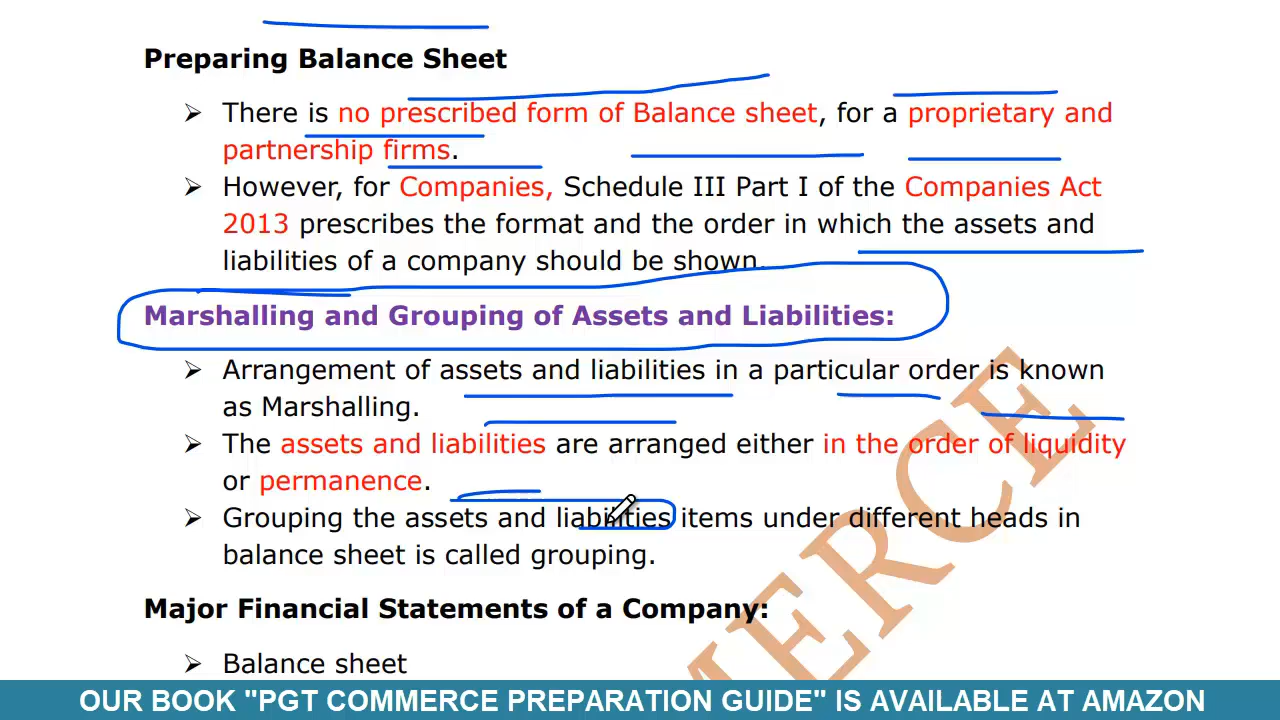 Preparing Balance Sheet
➢ There is no prescribed form of Balance sheet, for a proprietary and
partnership firms.
➢ However, for Companies, Schedule III Part I of the Companies Act
2013 prescribes the format and the order in which the assets and
liabilities of a company should be shown.
Marshalling and Grouping of Assets and Liabilities:
➢ Arrangement of assets and liabilities in a particular order is known
as Marshalling.
➢ The assets and liabilities are arranged either in the order of liquidity
or permanence.
➢ Grouping the assets and liabilities items under different heads in
balance sheet is called grouping.
Major Financial Statements of a Company:
➢ Balance sheet
MERCE
OUR BOOK "PGT COMMERCE PREPARATION GUIDE" IS AVAILABLE AT AMAZON